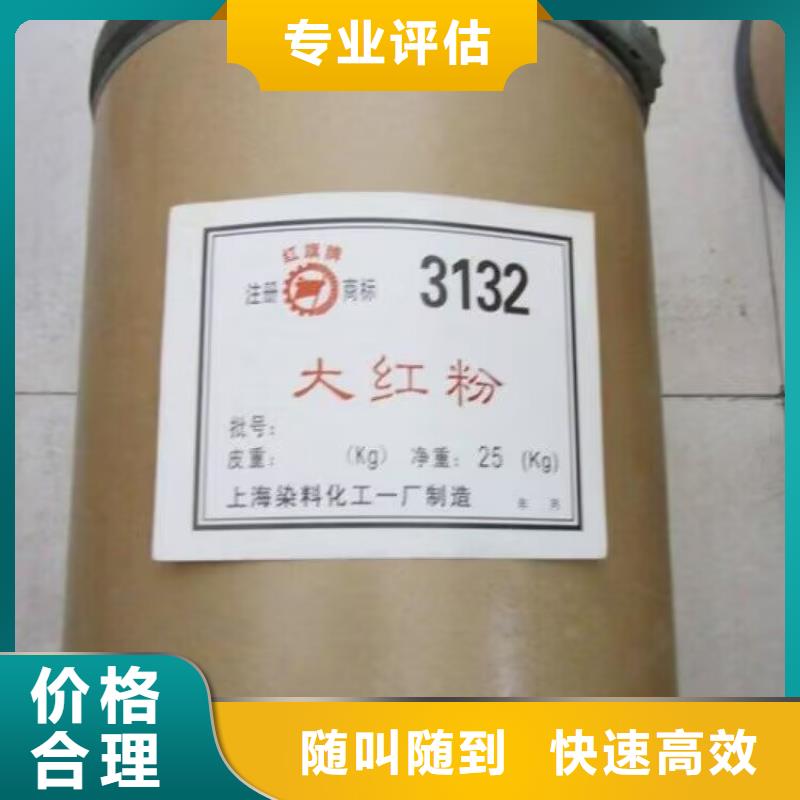 专业评估
红旗牌
注册 商标 3132
大红粉
批号：
皮重： (Kg) 净重：25 (Kg)
上海染料化工一厂制造 年 月
价格
合理
随叫随到 快速高效